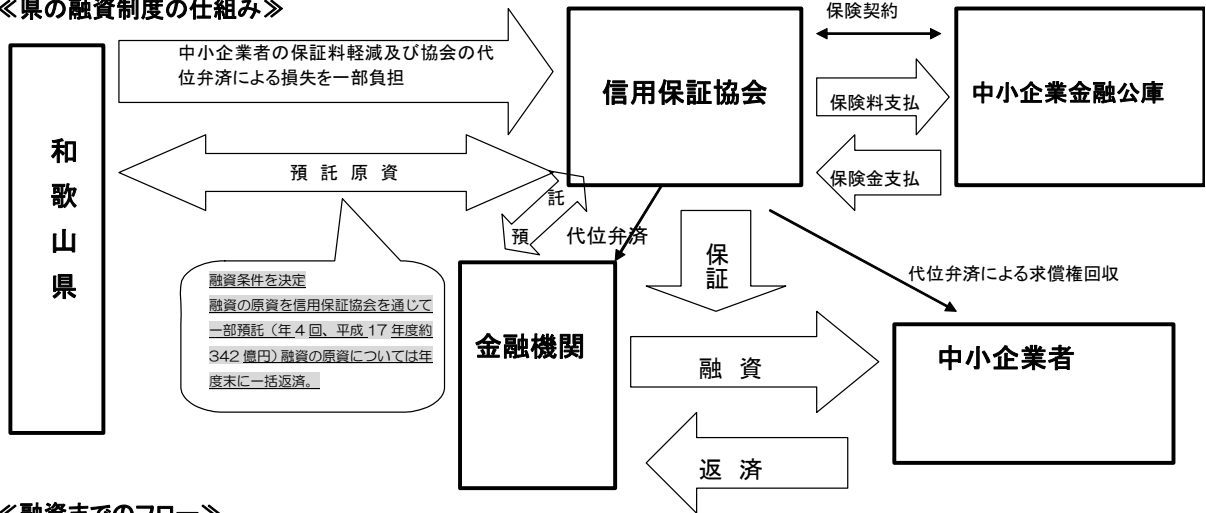 ≪県の融資制度の仕組み≫
保険契約
中小企業者の保証料軽減及び協会の代
位弁済による損失を一部負担
信用保証協会
保険料支払
中小企業金融公庫
和歌山県
預託原資
保険金支払
預託
代位弁済
保証
代位弁済による求償権回収
融資条件を決定
融資の原資を信用保証協会を通じて
一部預託（年4回、平成17年度約
342億円）融資の原資については年
度末に一括返済。
金融機関
融資
中小企業者
返済
≪融資までのフロー≫